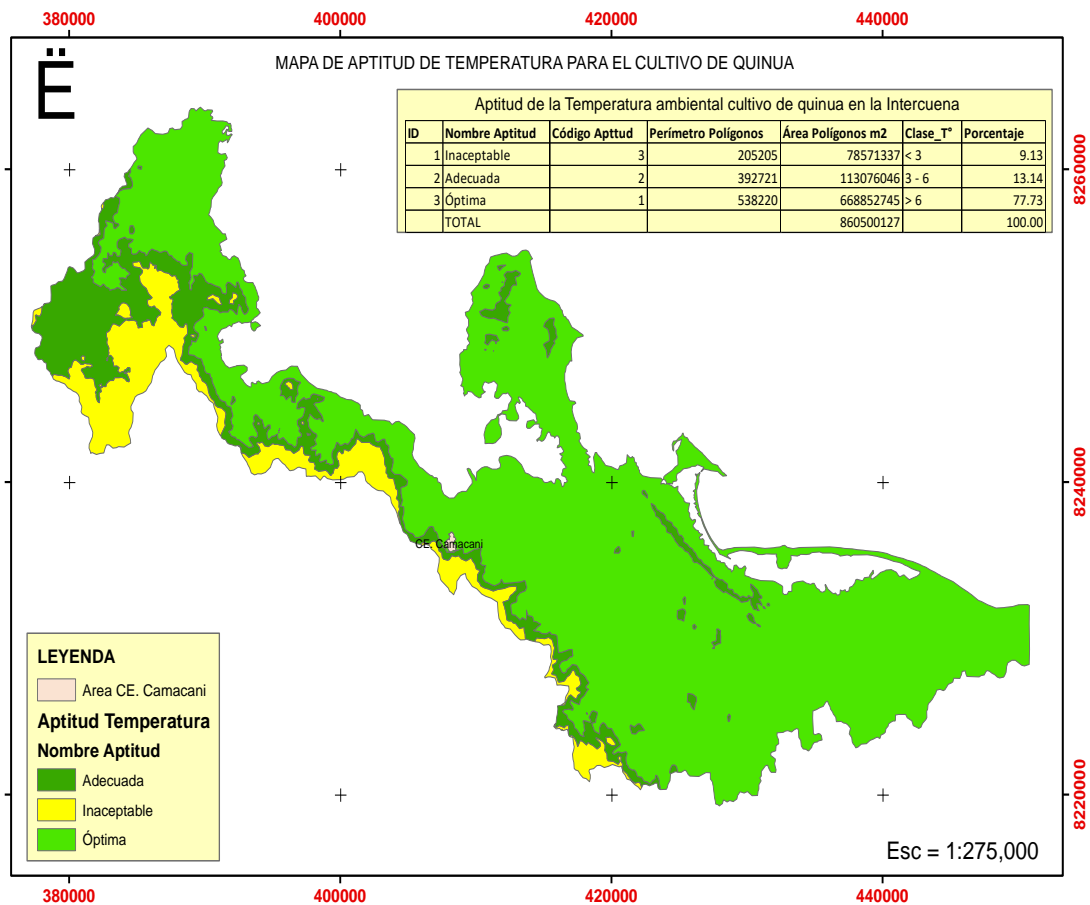 380000 400000 420000 440000
Ë
MAPA DE APTITUD DE TEMPERATURA PARA EL CULTIVO DE QUINUA
Aptitud de la Temperatura ambiental cultivo de quinua en la Intercuena
ID Nombre Aptitud Código Apttud Perímetro Polígonos Área Polígonos m2 Clase_T° Porcentaje
1 Inaceptable 3 205205 78571337 < 3 9.13
2 Adecuada 2 392721 113076046 3 - 6 13.14
3 Óptima 1 538220 668852745 > 6 77.73
TOTAL 860500127 100.00
8260000
8240000
8220000
CE. Camacani
LEYENDA
Area CE. Camacani
Aptitud Temperatura
Nombre Aptitud
Adecuada
Inaceptable
Óptima
Esc = 1:275,000
380000 400000 420000 440000